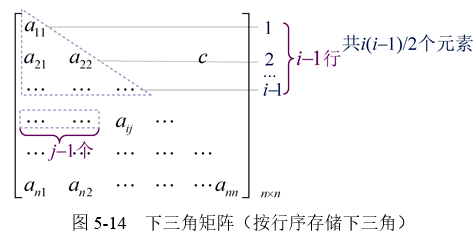 a11 1
a21 a22 c 2
... ... ... ... i–1
i–1行 共i(i–1)/2个元素
... ... aij ...
j–1个
... ... ... ... ...
an1 an2 ... ... ...ann n×n
图 5-14 下三角矩阵（按行序存储下三角）